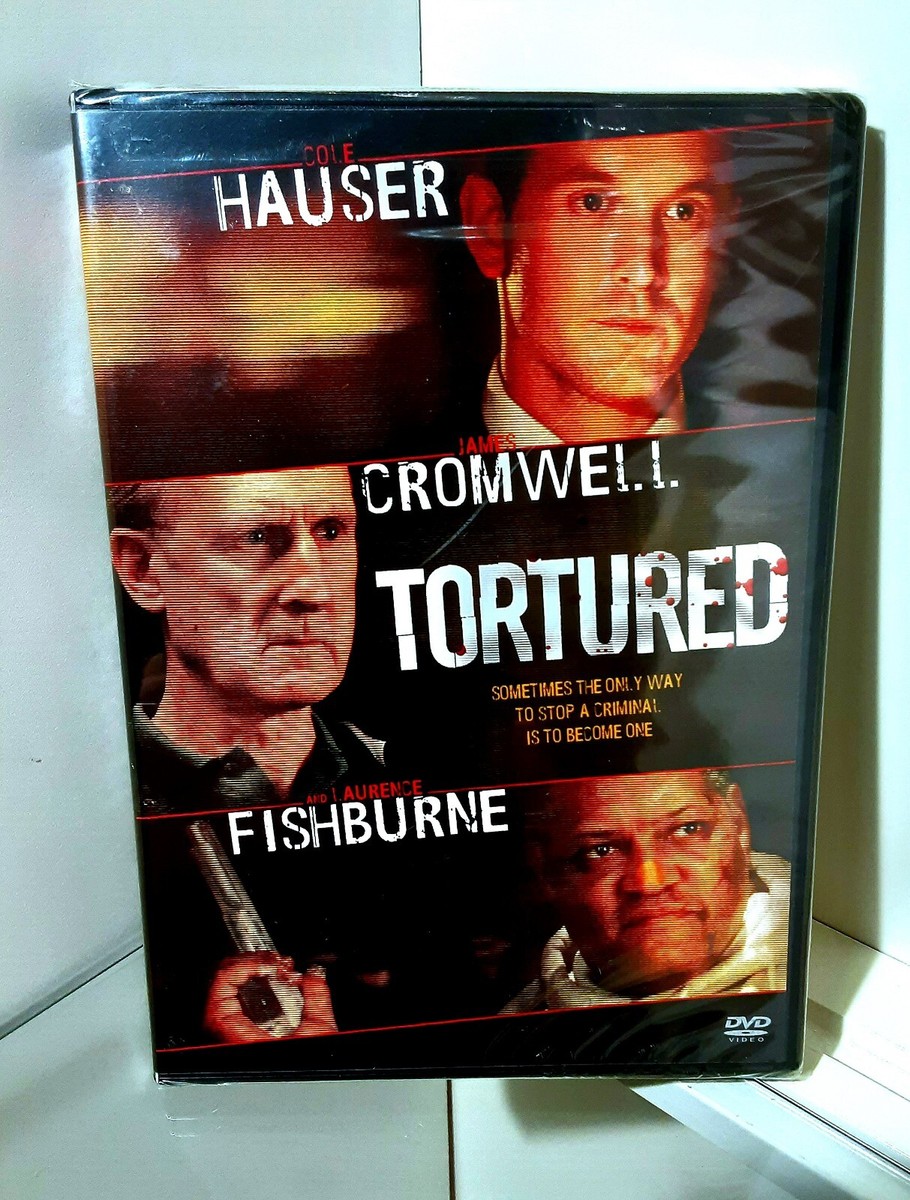 COLE
HAUSER
JAMES
CROMWELL
TORTURED
SOMETIMES THE ONLY WAY
TO STOP A CRIMINAL
IS TO BECOME ONE
AND LAURENCE
FISHBURNE
DVD
VIDEO